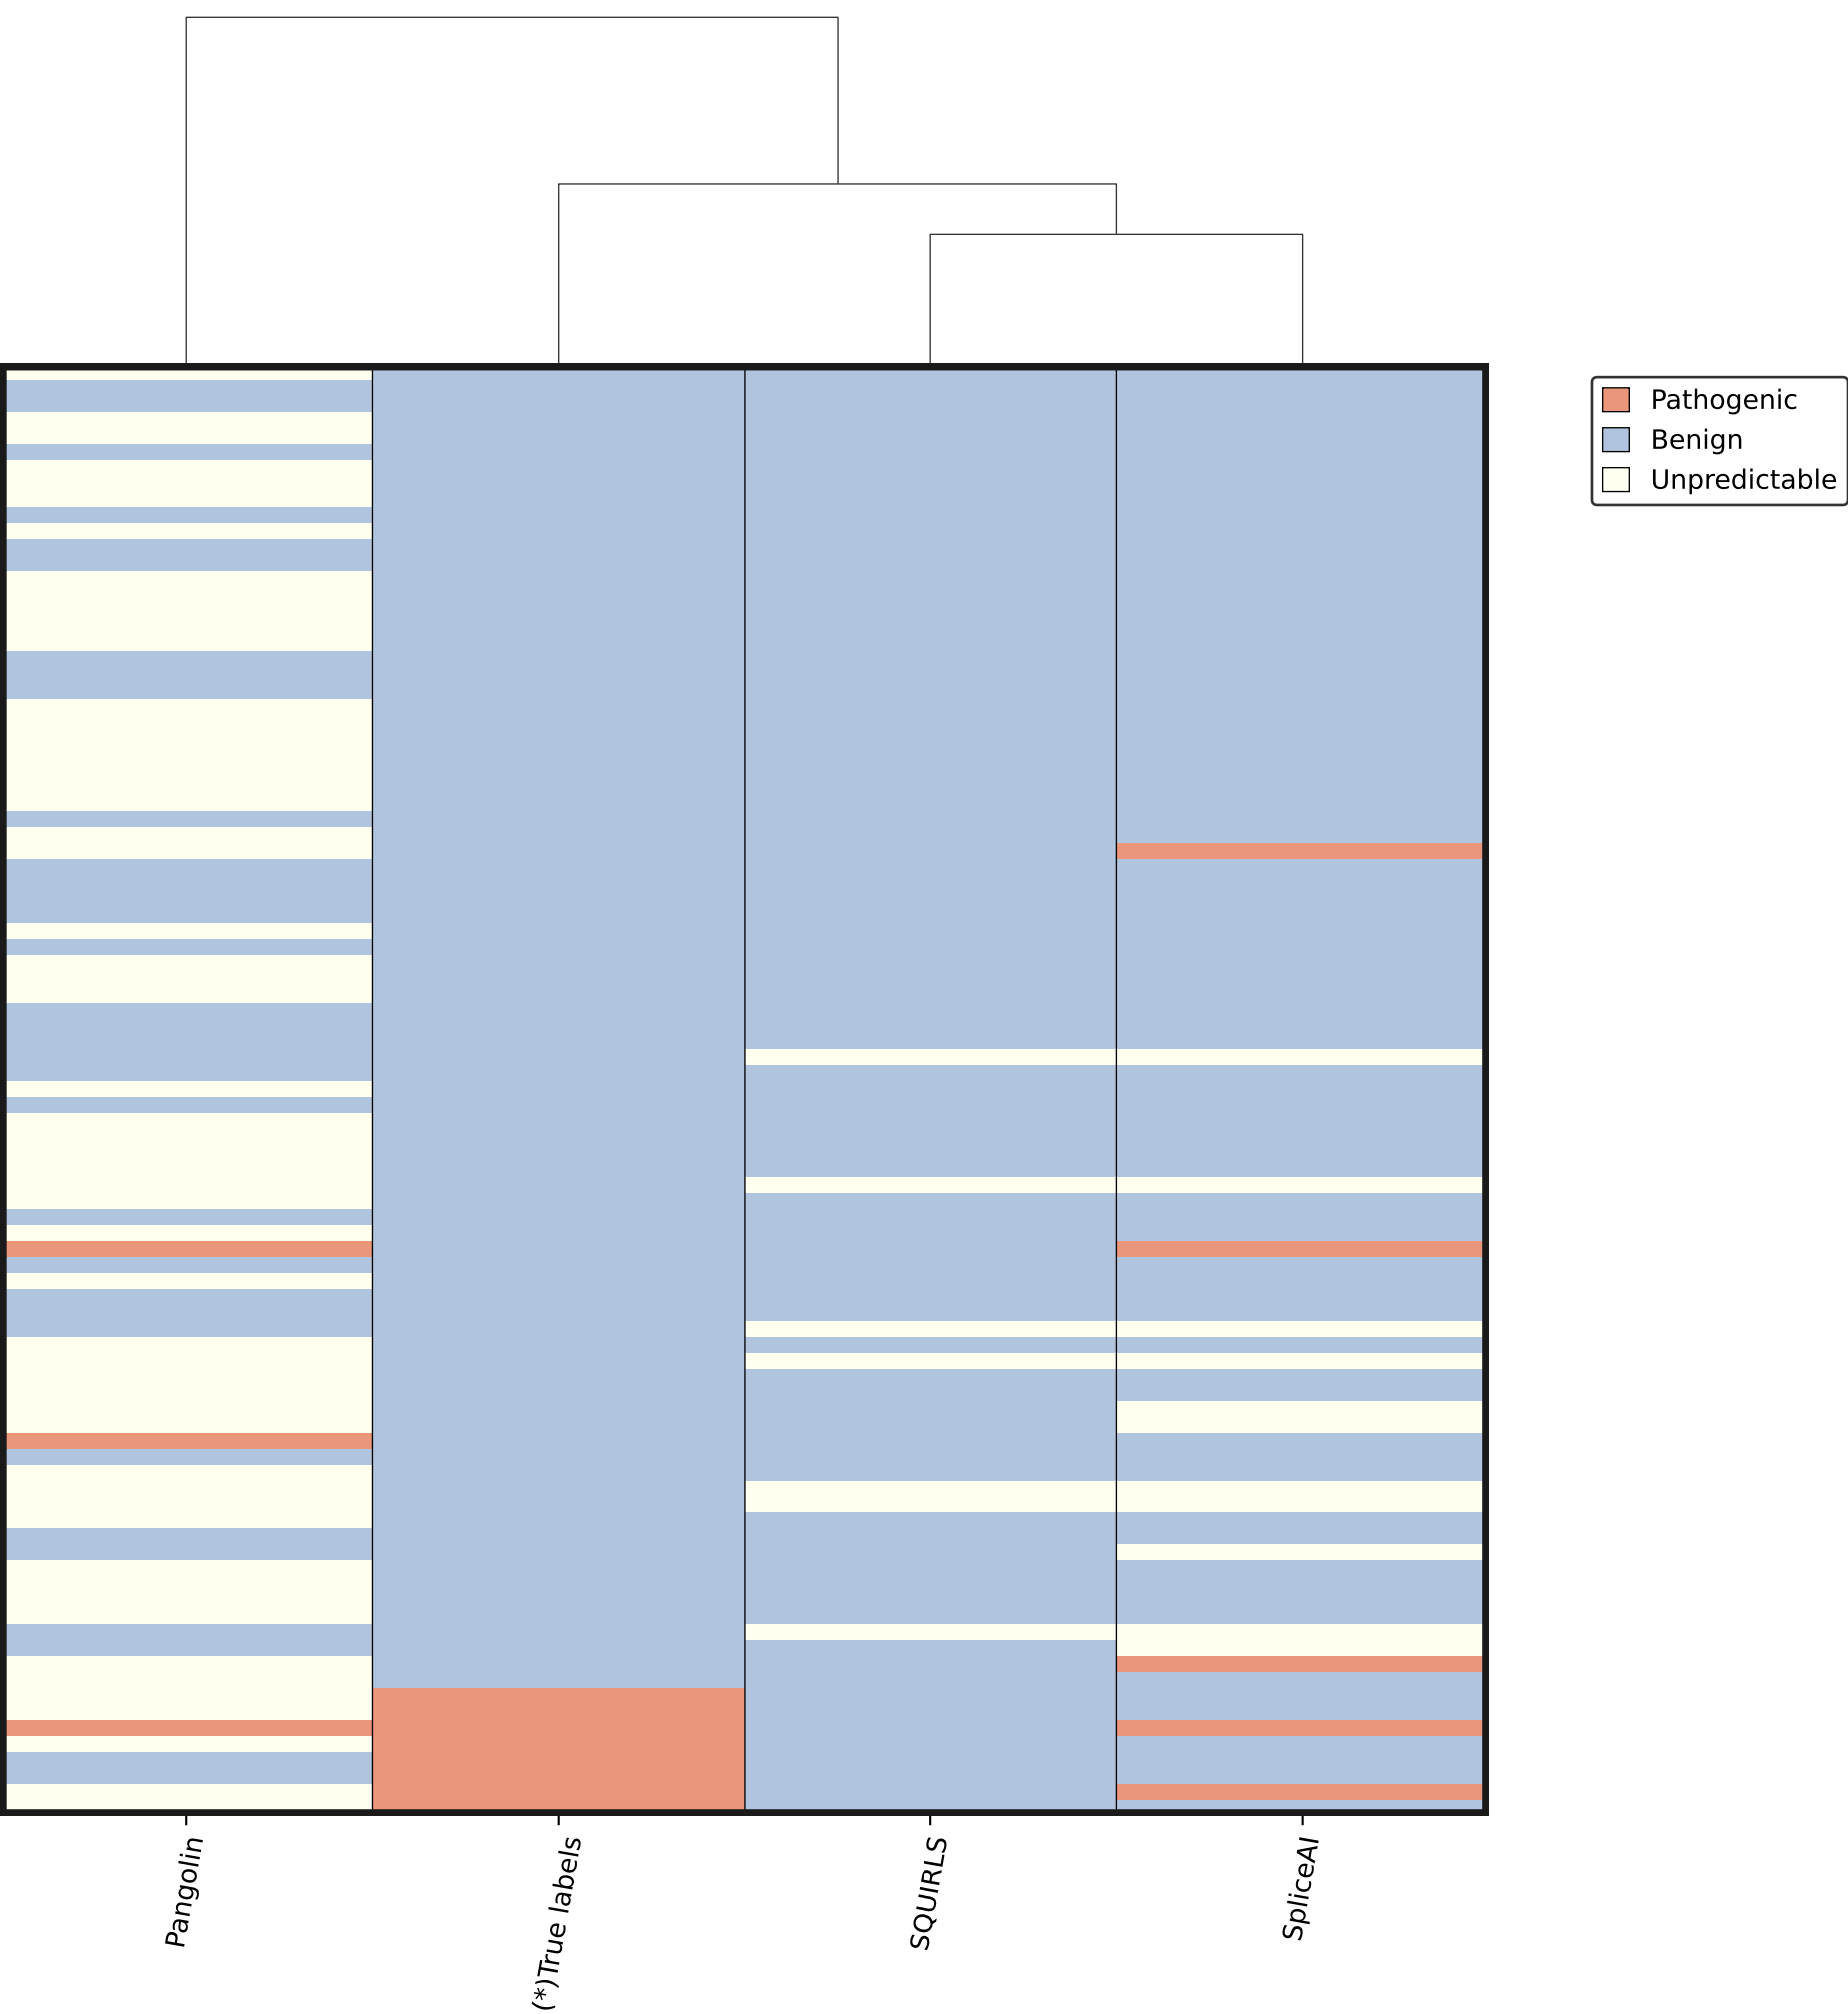 Pathogenic
Benign
Unpredictable
Pangolin
(*)True labels
SQUIRLS
SpliceAI